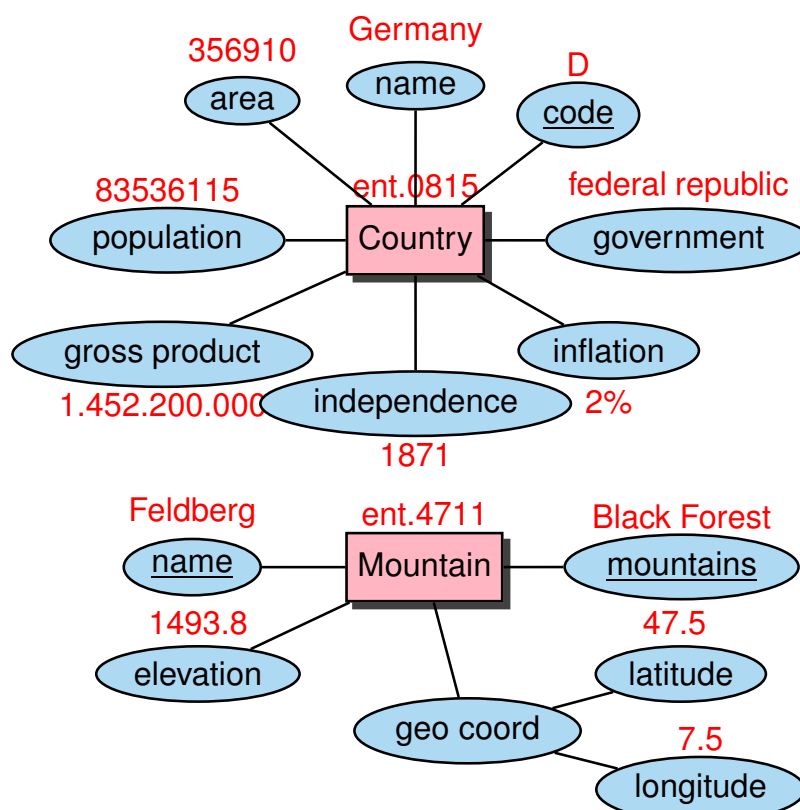 Germany
356910
D
name
area
code
ent.0815
83536115
federal republic
population
Country
government
gross product
inflation
1.452.200.000
independence
2%
1871
Feldberg
ent.4711
Black Forest
name
Mountain
mountains
1493.8
47.5
elevation
latitude
geo coord
7.5
longitude